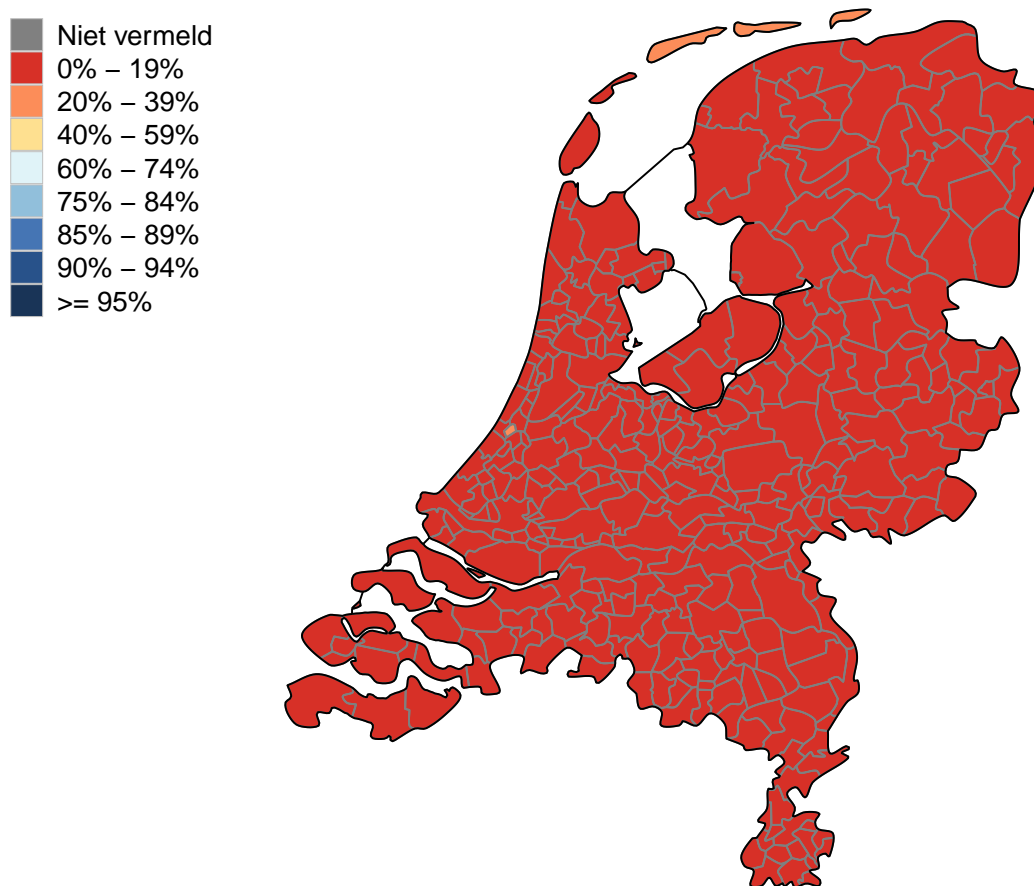 Niet vermeld
0% – 19%
20% – 39%
40% – 59%
60% – 74%
75% – 84%
85% – 89%
90% – 94%
>= 95%